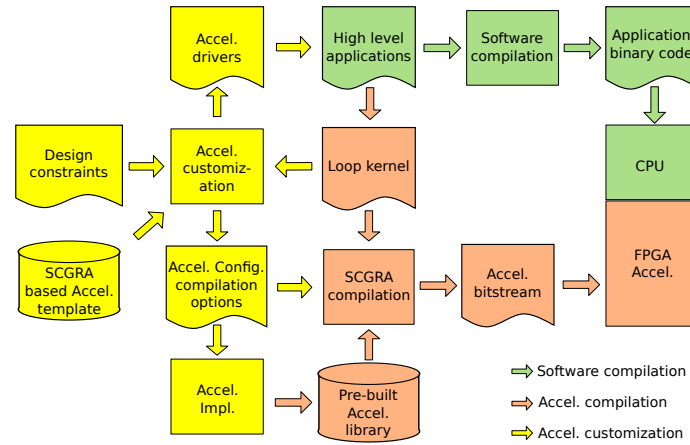 Accel.
drivers
High level
applications
Software
compilation
Application
binary code
Design
constraints
Accel.
customiz-
ation
Loop kernel
CPU
SCGRA
based Accel.
template
Accel. Config.
compilation
options
SCGRA
compilation
Accel.
bitstream
FPGA
Accel.
Accel.
Impl.
Pre-built
Accel.
library
Software compilation
Accel. compilation
Accel. customization